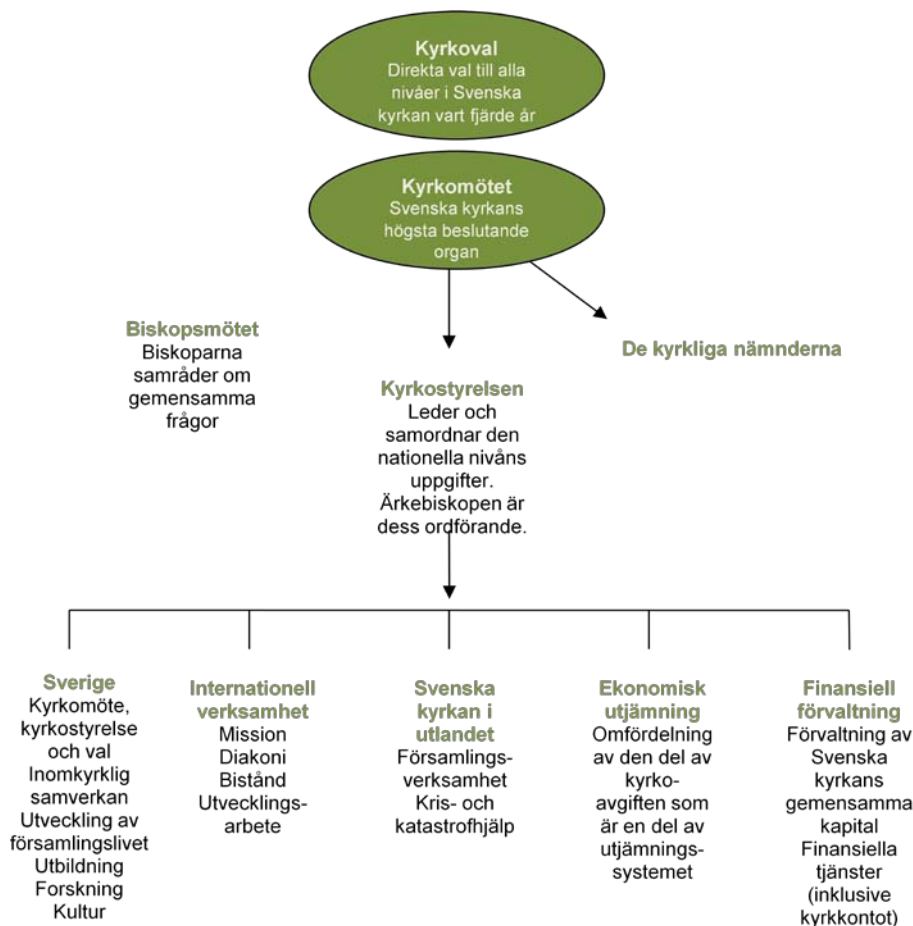 Kyrkoval
Direkta val till alla
nivåer i Svenska
kyrkan vart fjärde år
Kyrkomötet
Svenska kyrkans
högsta beslutande
organ
Biskopsmötet
Biskoparna
samråder om
gemensamma
frågor
De kyrkliga nämnderna
Kyrkostyrelsen
Leder och
samordnar den
nationella nivåns
uppgifter.
Ärkebiskopen är
dess ordförande.
Sverige
Kyrkomöte,
kyrkostyrelse
och val
Inomkyrklig
samverkan
Utveckling av
församlingslivet
Utbildning
Forskning
Kultur
Internationell
verksamhet
Mission
Diakoni
Bistånd
Utvecklings-
arbete
Svenska
kyrkan i
utlandet
Församlings-
verksamhet
Kris- och
katastrofhjälp
Ekonomisk
utjämning
Omfördelning
av den del av
kyrko-
avgiften som
är en del av
utjämnings-
systemet
Finansiell
förvaltning
Förvaltning av
Svenska
kyrkans
gemensamma
kapital
Finansiella
tjänster
(inklusive
kyrkkontot)